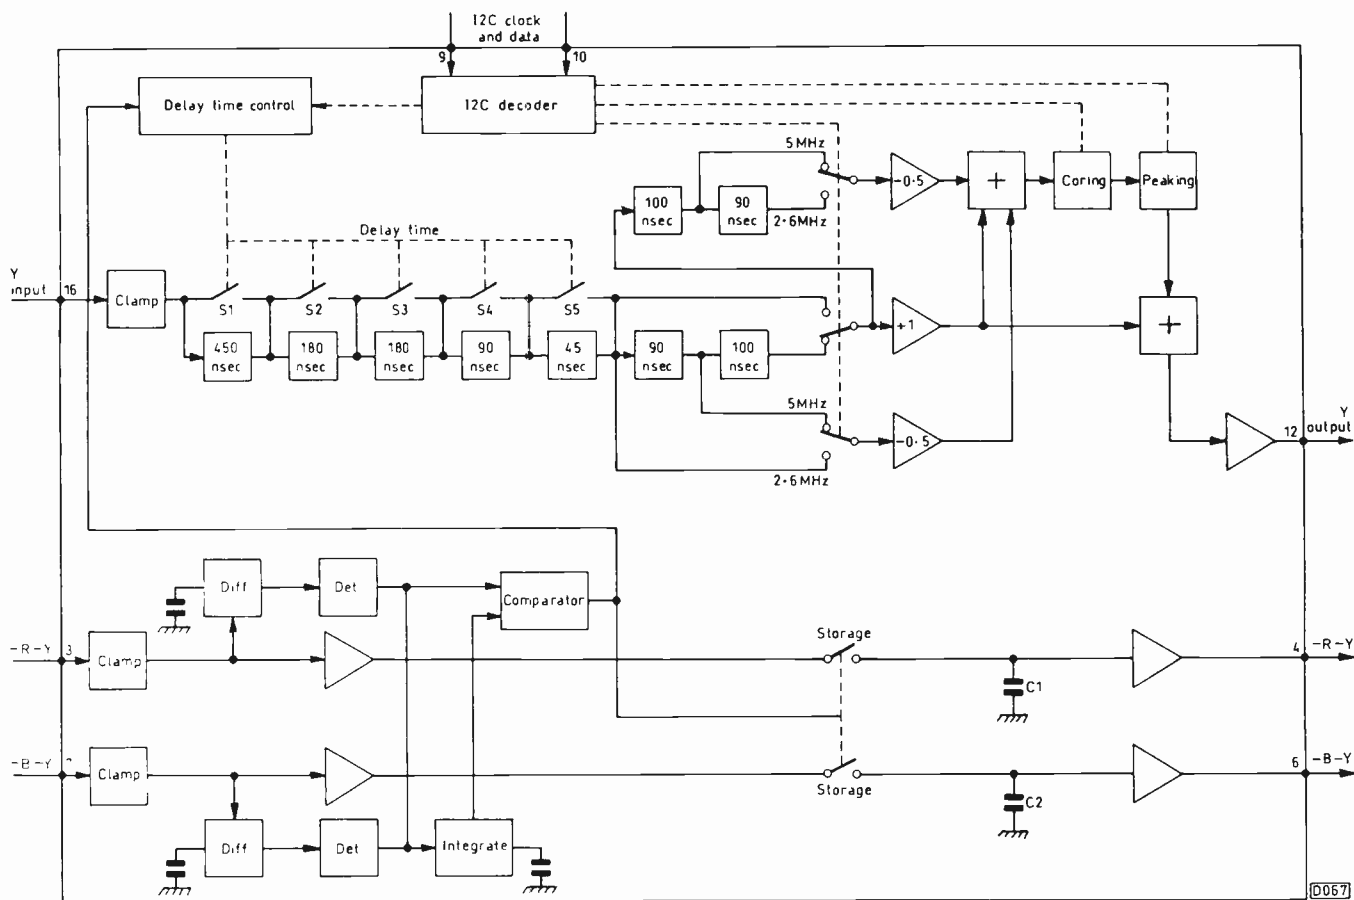 I2C clock
and data
9
10
Delay time control
I2C decoder
5MHz
-0·5
+
Coring
Peaking
100
nsec
90
nsec
2·6MHz
Delay time
Y
input
16
Clamp
S1
S2
S3
S4
S5
+1
+
450
nsec
180
nsec
180
nsec
90
nsec
45
nsec
90
nsec
100
nsec
5MHz
-0·5
2·6MHz
12
Y
output
Diff
Det
Comparator
-R-Y
3
Clamp
Storage
4
-R-Y
C1
-B-Y
Clamp
Storage
6
-B-Y
C2
Diff
Det
Integrate
D067